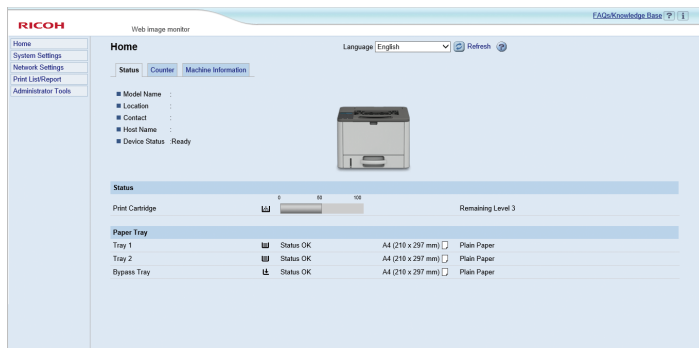 FAQs/Knowledge Base ? i
RICOH
Web image monitor
Home
System Settings
Network Settings
Print List/Report
Administrator Tools
Home
Language English Refresh ?
Status Counter Machine Information
Model Name :
Location :
Contact :
Host Name :
Device Status :Ready
Status
0 50 100
Print Cartridge Remaining Level 3
Paper Tray
Tray 1 Status OK A4 (210 x 297 mm) Plain Paper
Tray 2 Status OK A4 (210 x 297 mm) Plain Paper
Bypass Tray Status OK A4 (210 x 297 mm) Plain Paper